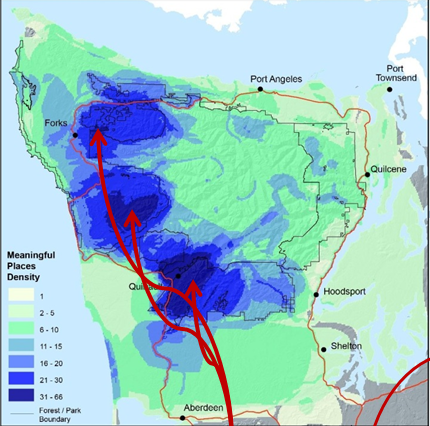 Port
Townsend
Port Angeles
Forks
Quilcene
Hoodsport
Shelton
Aberdeen
Meaningful
Places
Density
1
2 - 5
6 - 10
11 - 15
16 - 20
21 - 30
31 - 66
Forest / Park
Boundary